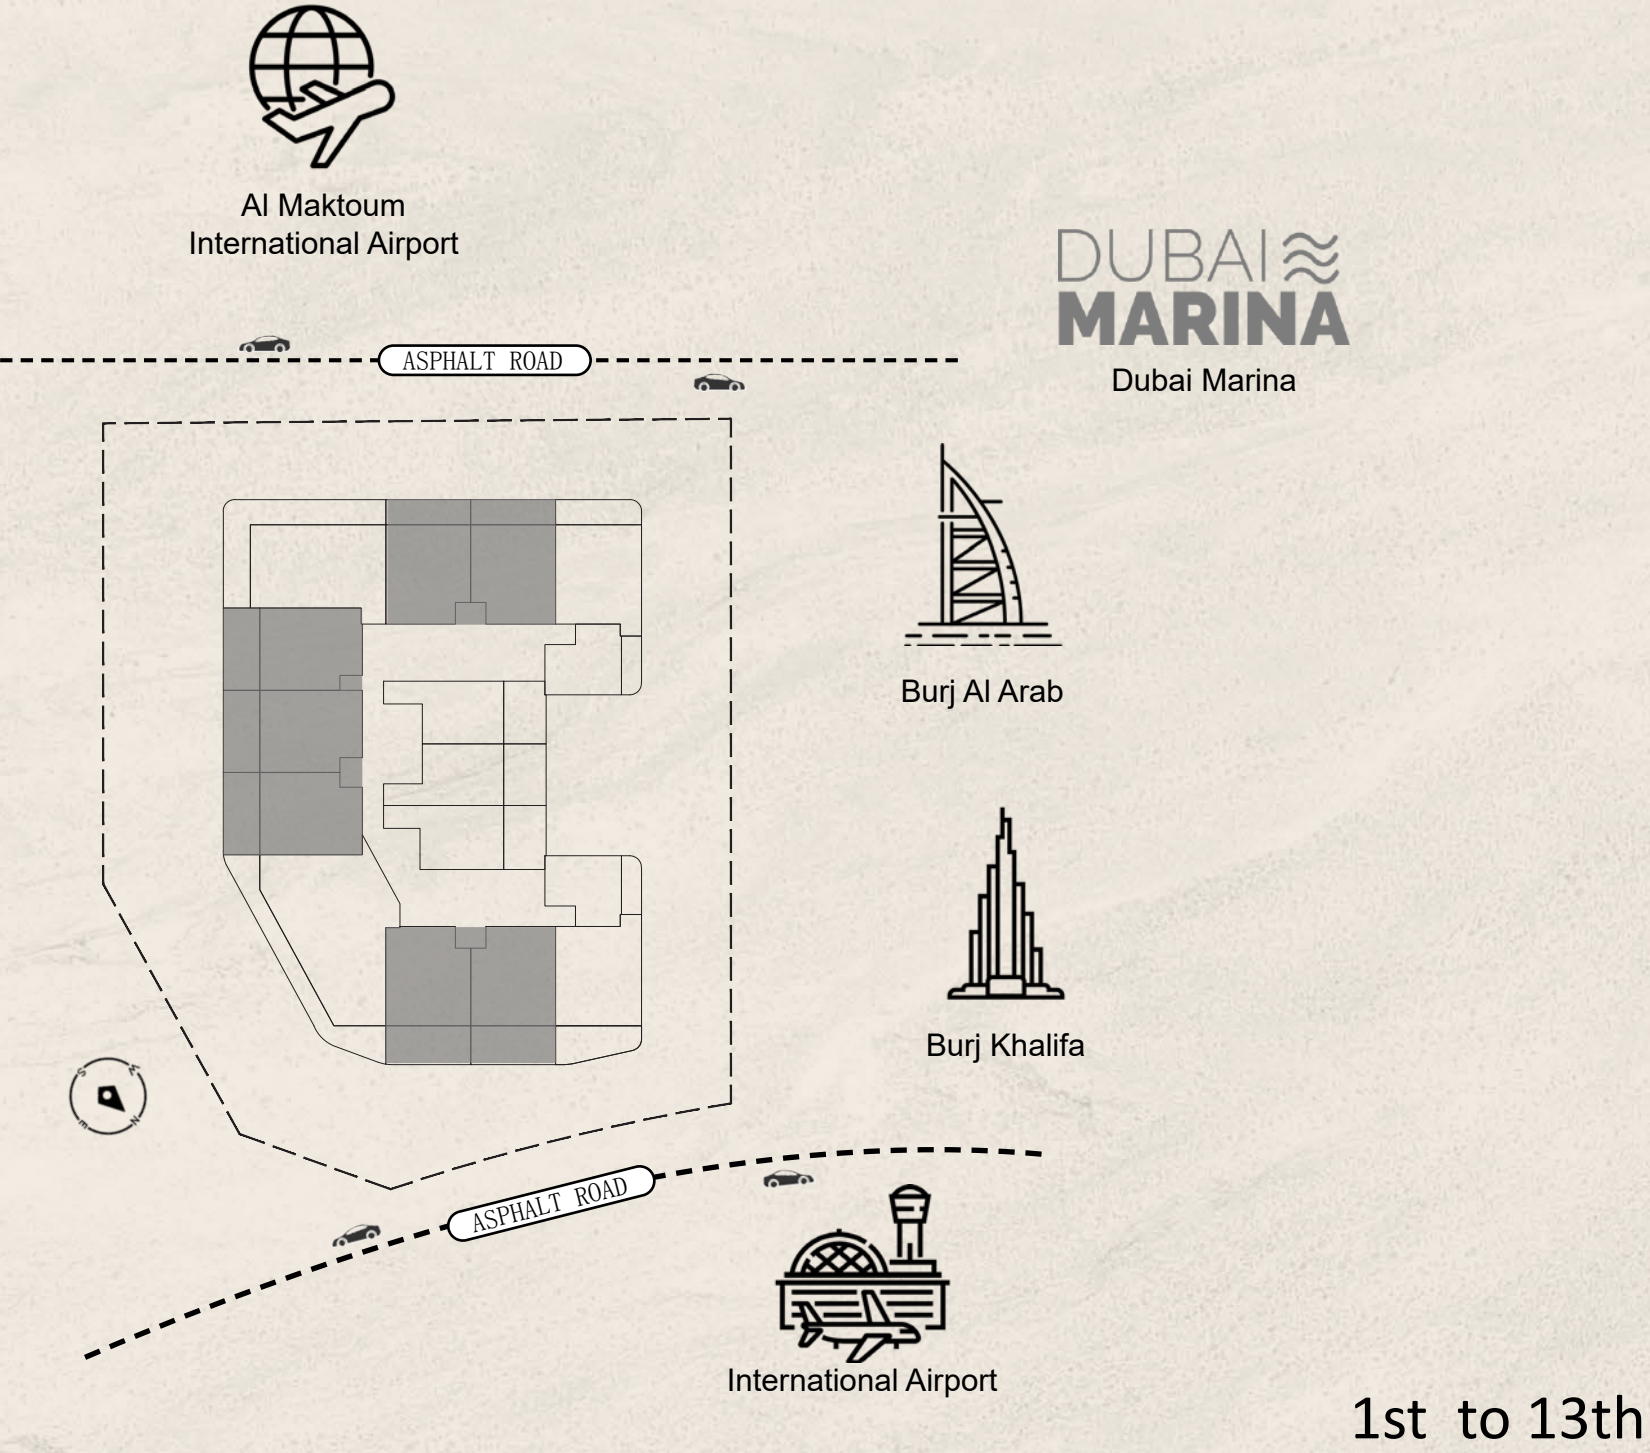 Al Maktoum
International Airport
DUBAI
MARINA
Dubai Marina
ASPHALT ROAD
Burj Al Arab
Burj Khalifa
S
W
E
N
ASPHALT ROAD
International Airport
1st to 13th